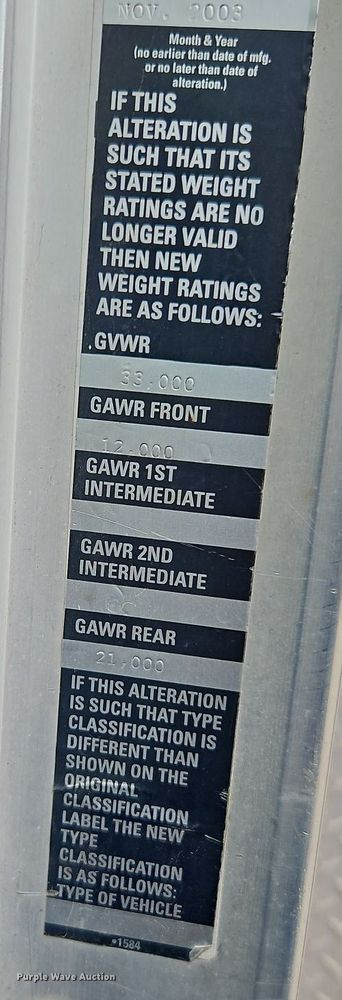 NOV. 2003
Month & Year
(no earlier than date of mfg.
or no later than date of
alteration.)
IF THIS
ALTERATION IS
SUCH THAT ITS
STATED WEIGHT
RATINGS ARE NO
LONGER VALID
THEN NEW
WEIGHT RATINGS
ARE AS FOLLOWS:
.GVWR
33.000
GAWR FRONT
12.000
GAWR 1ST
INTERMEDIATE
GAWR 2ND
INTERMEDIATE
GAWR REAR
21.000
IF THIS ALTERATION
IS SUCH THAT TYPE
CLASSIFICATION IS
DIFFERENT THAN
SHOWN ON THE
ORIGINAL
CLASSIFICATION
LABEL THE NEW
TYPE
CLASSIFICATION
IS AS FOLLOWS:
TYPE OF VEHICLE
•1584
Purple Wave Auction